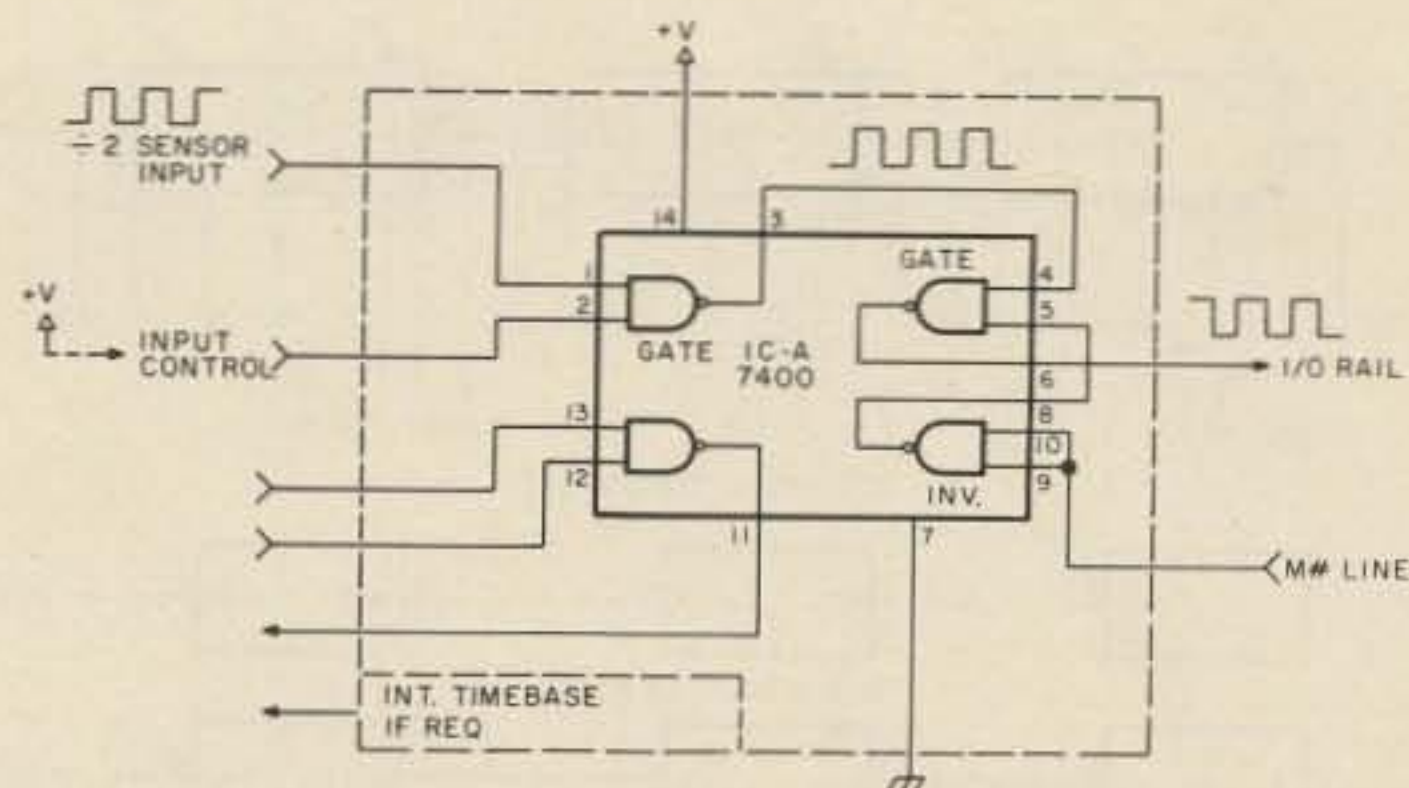 +V
÷2 SENSOR
INPUT
14
3
GATE
1
4
2
5
+V
INPUT
CONTROL
GATE IC-A
7400
I/O RAIL
6
13
8
10
12
9
INV.
11
7
M# LINE
INT. TIMEBASE
IF REQ